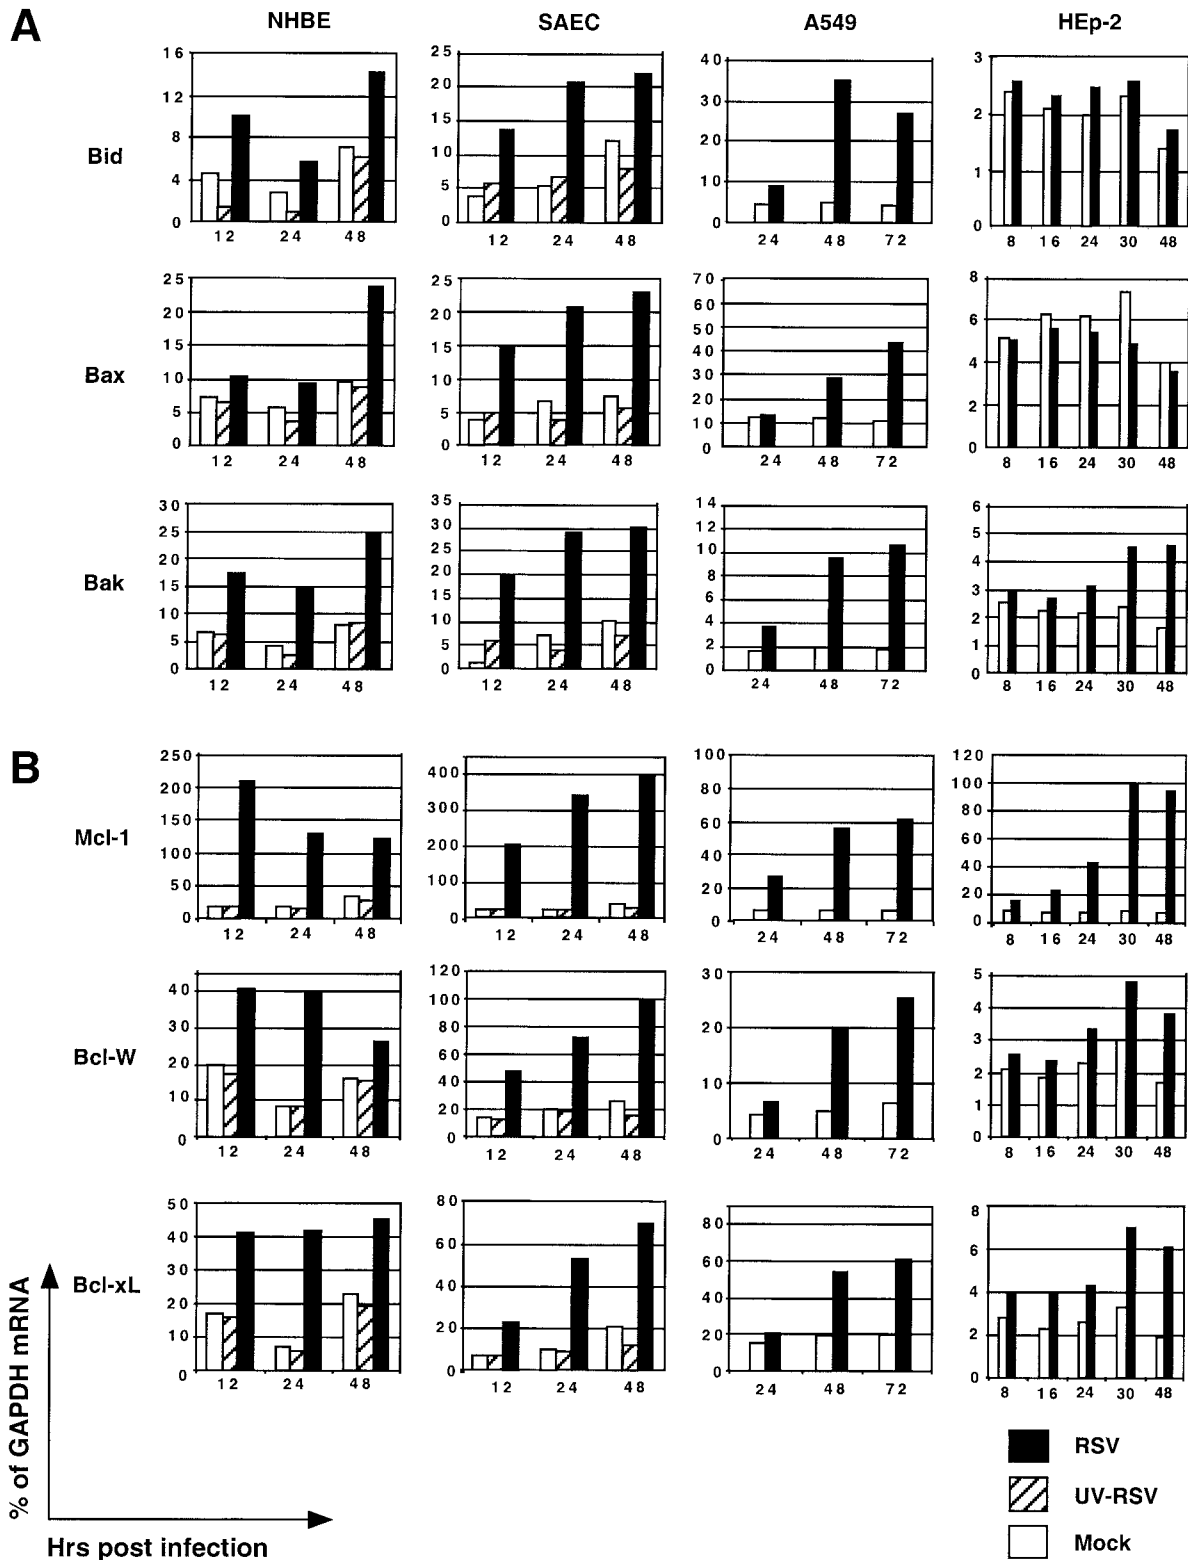 A
NHBE SAEC A549 HEp-2
Bid
16 12 8 4 0
12 24 48
25 20 15 10 5 0
12 24 48
40 30 20 10 0
24 48 72
3 2 1 0
8 16 24 30 48
Bax
25 20 15 10 5 0
12 24 48
25 20 15 10 5 0
12 24 48
70 60 50 40 30 20 10 0
24 48 72
8 6 4 2 0
8 16 24 30 48
Bak
30 25 20 15 10 5 0
12 24 48
35 30 25 20 15 10 5 0
12 24 48
14 12 10 8 6 4 2 0
24 48 72
6 5 4 3 2 1 0
8 16 24 30 48
B
Mcl-1
250 200 150 100 50 0
12 24 48
400 300 200 100 0
12 24 48
100 80 60 40 20 0
24 48 72
120 100 80 60 40 20 0
8 16 24 30 48
Bcl-W
40 30 20 10 0
12 24 48
120 100 80 60 40 20 0
12 24 48
30 20 10 0
24 48 72
5 4 3 2 1 0
8 16 24 30 48
Bcl-xL
50 40 30 20 10 0
12 24 48
80 60 40 20 0
12 24 48
80 60 40 20 0
24 48 72
8 6 4 2 0
8 16 24 30 48
% of GAPDH mRNA
Hrs post infection
RSV
UV-RSV
Mock